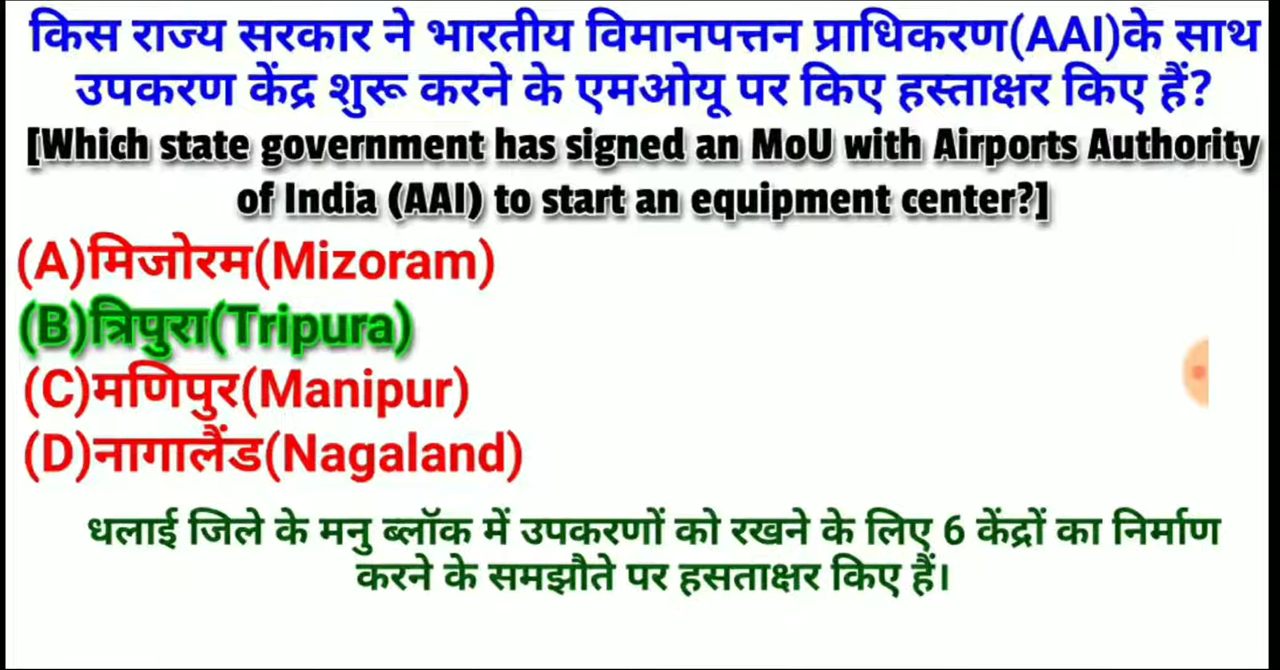 किस राज्य सरकार ने भारतीय विमानपत्तन प्राधिकरण(AAI)के साथ
उपकरण केंद्र शुरू करने के एमओयू पर किए हस्ताक्षर किए हैं?
[Which state government has signed an MoU with Airports Authority
of India (AAI) to start an equipment center?]
(A)मिजोरम(Mizoram)
(B)त्रिपुरा(Tripura)
(C)मणिपुर(Manipur)
(D)नागालैंड(Nagaland)
धलाई जिले के मनु ब्लॉक में उपकरणों को रखने के लिए 6 केंद्रों का निर्माण
करने के समझौते पर हसताक्षर किए हैं।